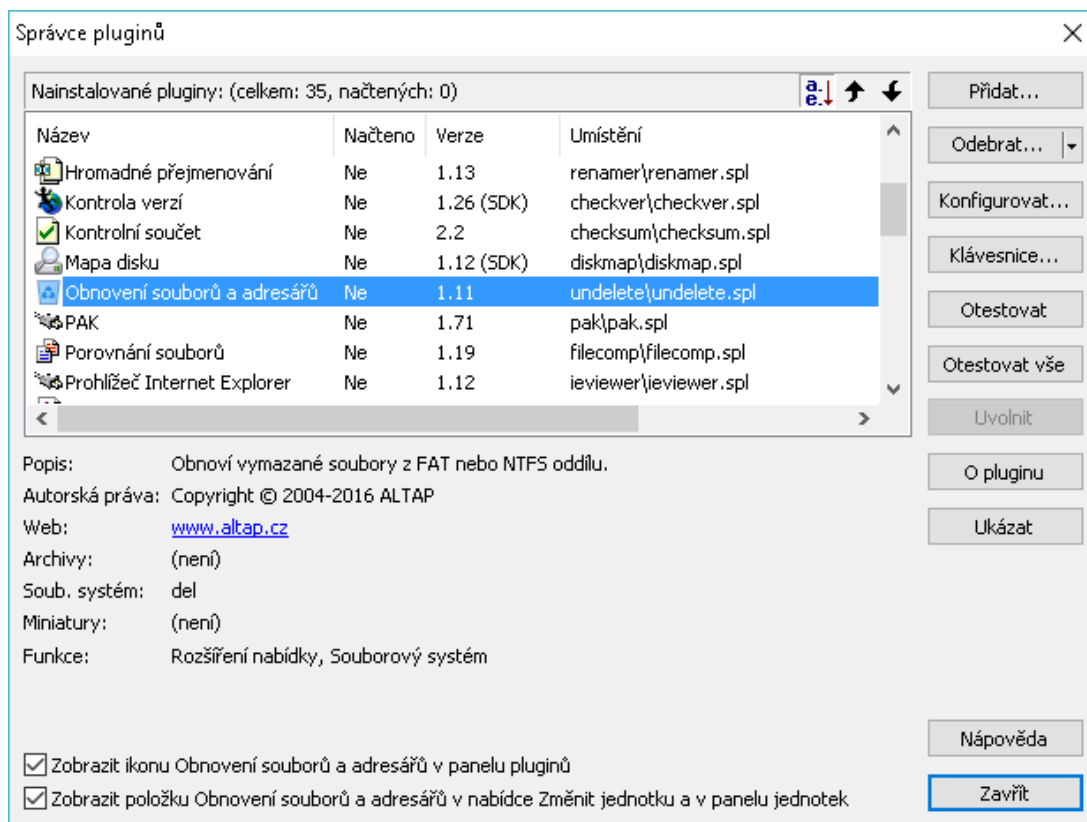 Správce pluginů
Nainstalované pluginy: (celkem: 35, načtených: 0)
Přidat...
Název Načteno Verze Umístění
Odebrat...
Hromadné přejmenování Ne 1.13 renamer\renamer.spl
Kontrola verzí Ne 1.26 (SDK) checkver\checkver.spl
Konfigurovat...
Kontrolní součet Ne 2.2 checksum\checksum.spl
Mapa disku Ne 1.12 (SDK) diskmap\diskmap.spl
Klávesnice...
Obnovení souborů a adresářů Ne 1.11 undelete\undelete.spl
Otestovat
PAK Ne 1.71 pak\pak.spl
Porovnání souborů Ne 1.19 filecomp\filecomp.spl
Otestovat vše
Prohlížeč Internet Explorer Ne 1.12 ieviewer\ieviewer.spl
Uvolnit
Popis: Obnoví vymazané soubory z FAT nebo NTFS oddílu.
O pluginu
Autorská práva: Copyright © 2004-2016 ALTAP
Web: www.altap.cz
Ukázat
Archivy: (není)
Soub. systém: del
Miniatury: (není)
Funkce: Rozšíření nabídky, Souborový systém
Nápověda
Zobrazit ikonu Obnovení souborů a adresářů v panelu pluginů
Zobrazit položku Obnovení souborů a adresářů v nabídce Změnit jednotku a v panelu jednotek
Zavřít